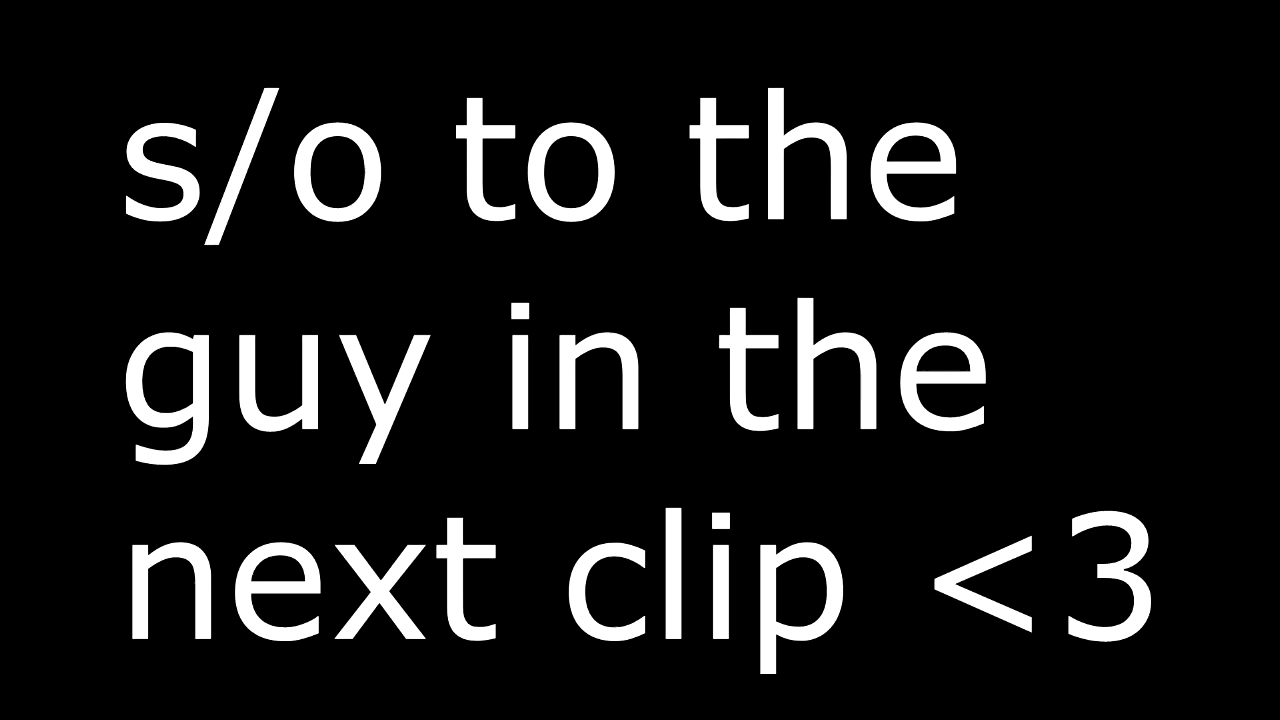 s/o to the
guy in the
next clip <3